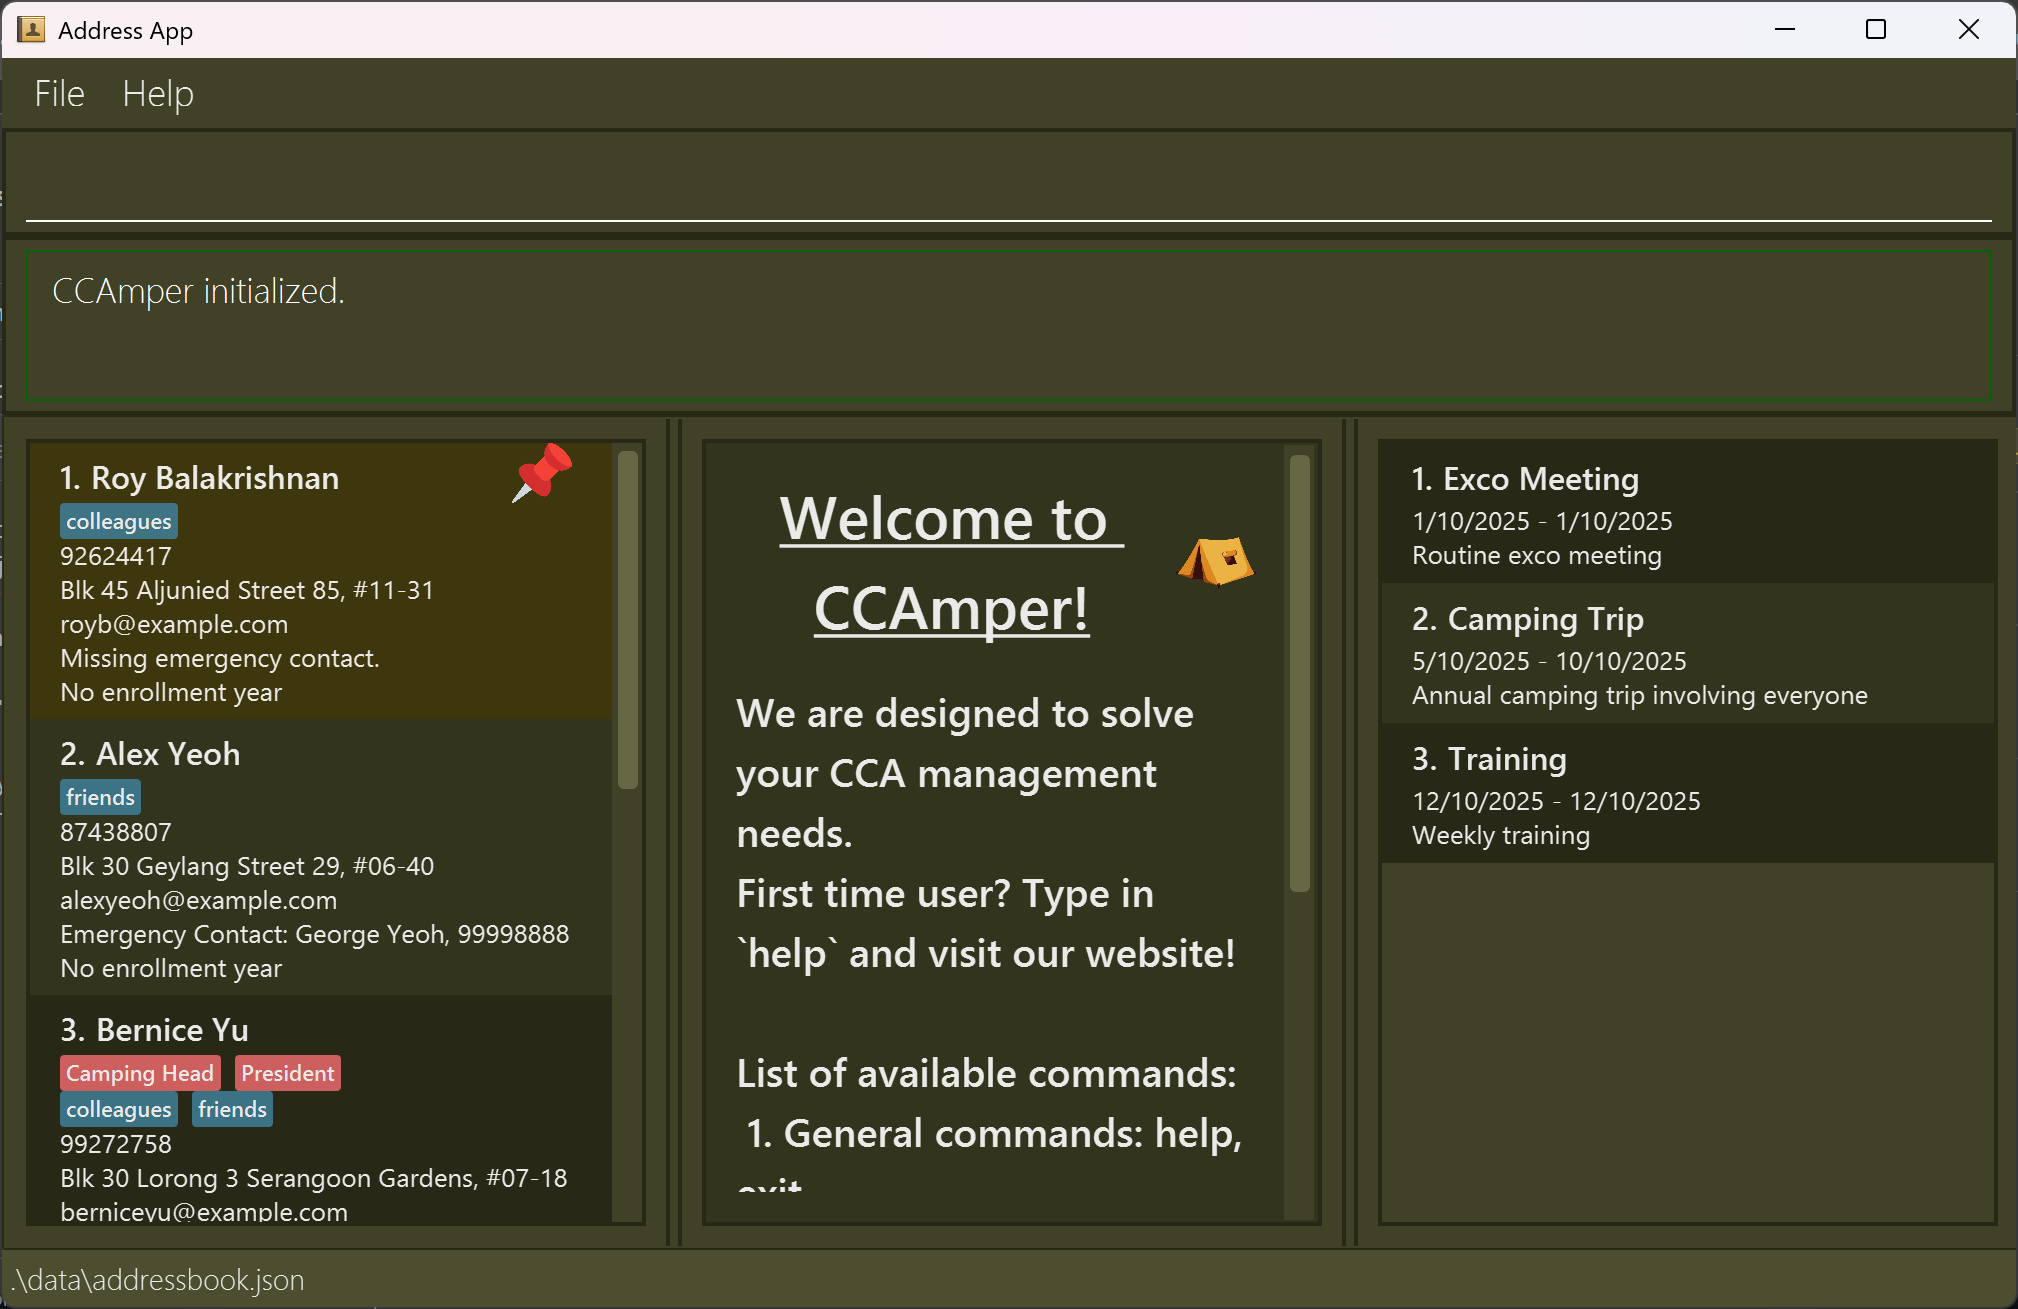 Address App
File Help
CCAmper initialized.
1. Roy Balakrishnan
colleagues
92624417
Blk 45 Aljunied Street 85, #11-31
royb@example.com
Missing emergency contact.
No enrollment year
2. Alex Yeoh
friends
87438807
Blk 30 Geylang Street 29, #06-40
alexyeoh@example.com
Emergency Contact: George Yeoh, 99998888
No enrollment year
3. Bernice Yu
Camping Head President
colleagues friends
99272758
Blk 30 Lorong 3 Serangoon Gardens, #07-18
berniceyu@example.com
Welcome to
CCAmper!
We are designed to solve
your CCA management
needs.
First time user? Type in
`help` and visit our website!
List of available commands:
1. General commands: help,
exit
1. Exco Meeting
1/10/2025 - 1/10/2025
Routine exco meeting
2. Camping Trip
5/10/2025 - 10/10/2025
Annual camping trip involving everyone
3. Training
12/10/2025 - 12/10/2025
Weekly training
.\data\addressbook.json